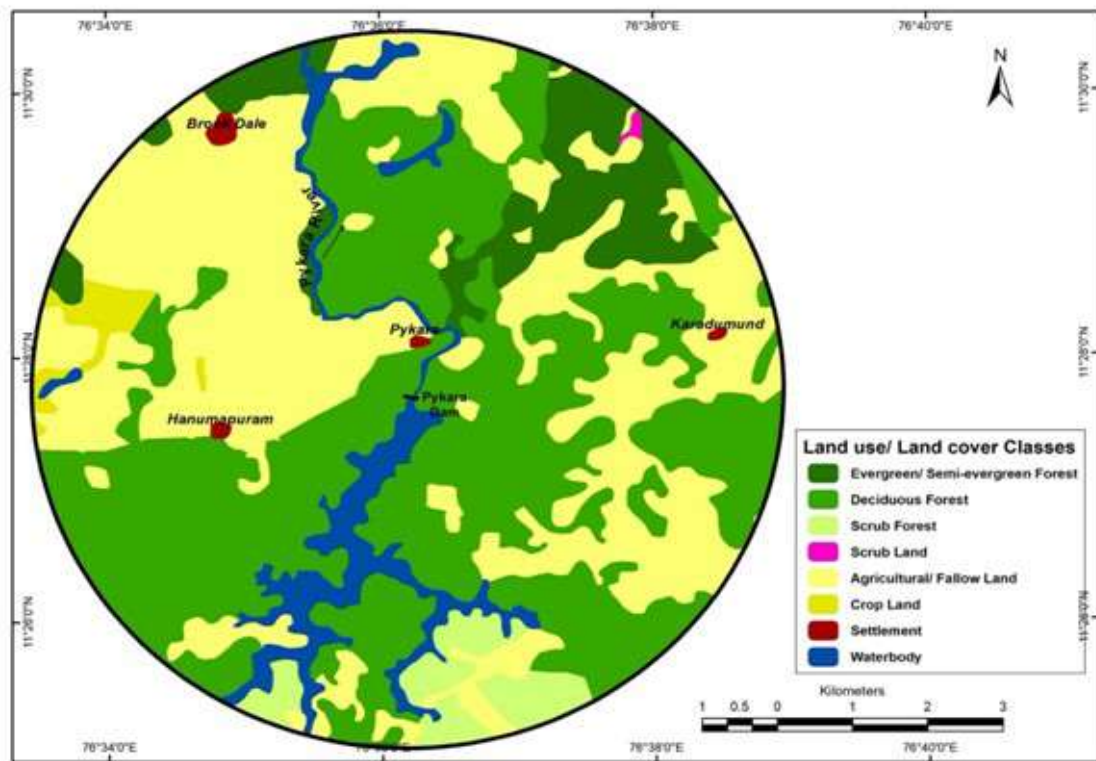 76°34'0"E
76°36'0"E
76°38'0"E
76°40'0"E
N
11°30'0"N
11°30'0"N
Brook Dale
Pykara River
Pykara
Karadumund
11°28'0"N
11°28'0"N
Pykara
Dam
Hanumapuram
Land use/ Land cover Classes
Evergreen/ Semi-evergreen Forest
Deciduous Forest
Scrub Forest
Scrub Land
Agricultural/ Fallow Land
Crop Land
Settlement
Waterbody
11°26'0"N
11°26'0"N
Kilometers
1 0.5 0 1 2 3
76°34'0"E
76°38'0"E
76°40'0"E